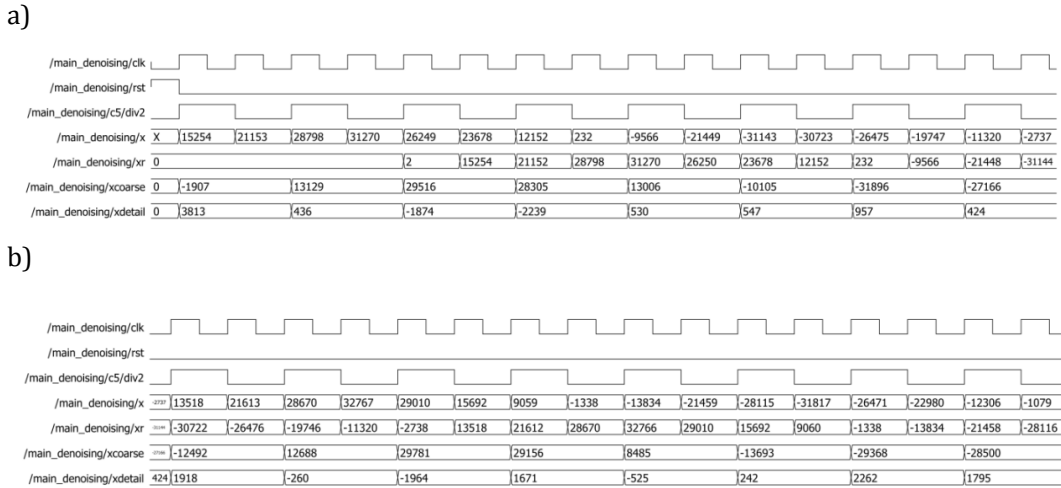 a)
/main_denoising/clk
/main_denoising/rst
/main_denoising/c5/div2
/main_denoising/x X 15254 21153 28798 31270 26249 23678 12152 232 -9566 -21449 -31143 -30723 -26475 -19747 -11320 -2737
/main_denoising/xr 0 2 15254 21152 28798 31270 26250 23678 12152 232 -9566 -21448 -31144
/main_denoising/xcoarse 0 -1907 13129 29516 28305 13006 -10105 -31896 -27166
/main_denoising/xdetail 0 3813 436 -1874 -2239 530 547 957 424
b)
/main_denoising/clk
/main_denoising/rst
/main_denoising/c5/div2
/main_denoising/x -2737 13518 21613 28670 32767 29010 15692 9059 -1338 -13834 -21459 -28115 -31817 -26471 -22980 -12306 -1079
/main_denoising/xr -31144 -30722 -26476 -19746 -11320 -2738 13518 21612 28670 32766 29010 15692 9060 -1338 -13834 -21458 -28116
/main_denoising/xcoarse -27166 -12492 12688 29781 29156 8485 -13693 -29368 -28500
/main_denoising/xdetail 424 1918 -260 -1964 1671 -525 242 2262 1795